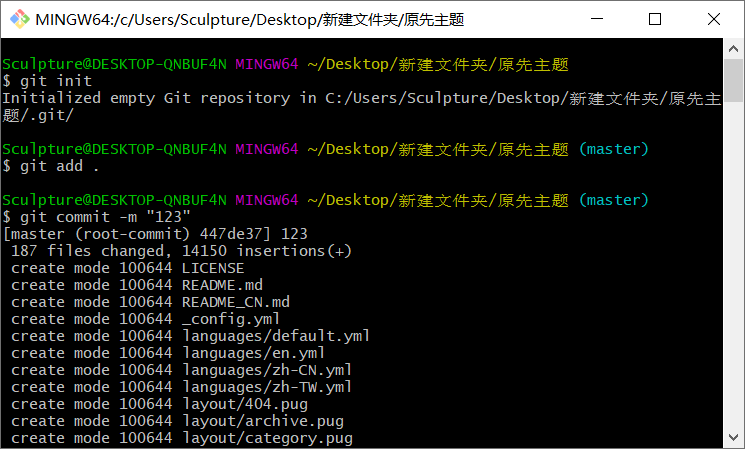 MINGW64:/c/Users/Sculpture/Desktop/新建文件夹/原先主题
Sculpture@DESKTOP-QNBUF4N MINGW64 ~/Desktop/新建文件夹/原先主题
$ git init
Initialized empty Git repository in C:/Users/Sculpture/Desktop/新建文件夹/原先主
题/.git/
Sculpture@DESKTOP-QNBUF4N MINGW64 ~/Desktop/新建文件夹/原先主题 (master)
$ git add .
Sculpture@DESKTOP-QNBUF4N MINGW64 ~/Desktop/新建文件夹/原先主题 (master)
$ git commit -m "123"
[master (root-commit) 447de37] 123
 187 files changed, 14150 insertions(+)
 create mode 100644 LICENSE
 create mode 100644 README.md
 create mode 100644 README_CN.md
 create mode 100644 _config.yml
 create mode 100644 languages/default.yml
 create mode 100644 languages/en.yml
 create mode 100644 languages/zh-CN.yml
 create mode 100644 languages/zh-TW.yml
 create mode 100644 layout/404.pug
 create mode 100644 layout/archive.pug
 create mode 100644 layout/category.pug